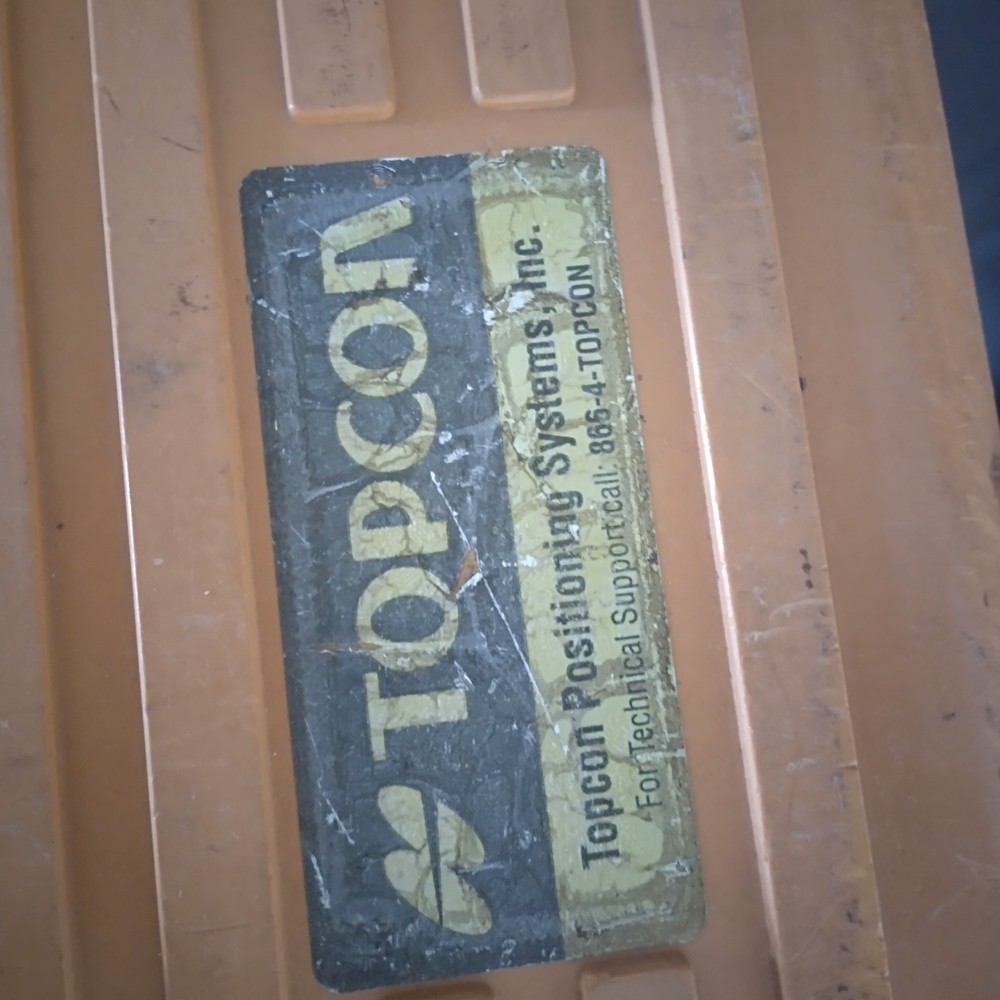 TOPCON
Topcon Positioning Systems, Inc.
For Technical Support call: 866-4-TOPCON